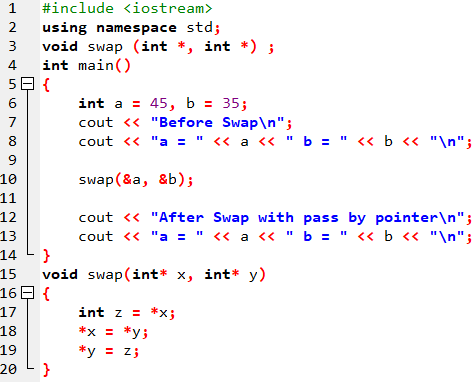 1 #include <iostream>
2 using namespace std;
3 void swap (int *, int *) ;
4 int main()
5 {
6     int a = 45, b = 35;
7     cout << "Before Swap\n";
8     cout << "a = " << a << " b = " << b << "\n";
9
10     swap(&a, &b);
11
12     cout << "After Swap with pass by pointer\n";
13     cout << "a = " << a << " b = " << b << "\n";
14 }
15 void swap(int* x, int* y)
16 {
17     int z = *x;
18     *x = *y;
19     *y = z;
20 }